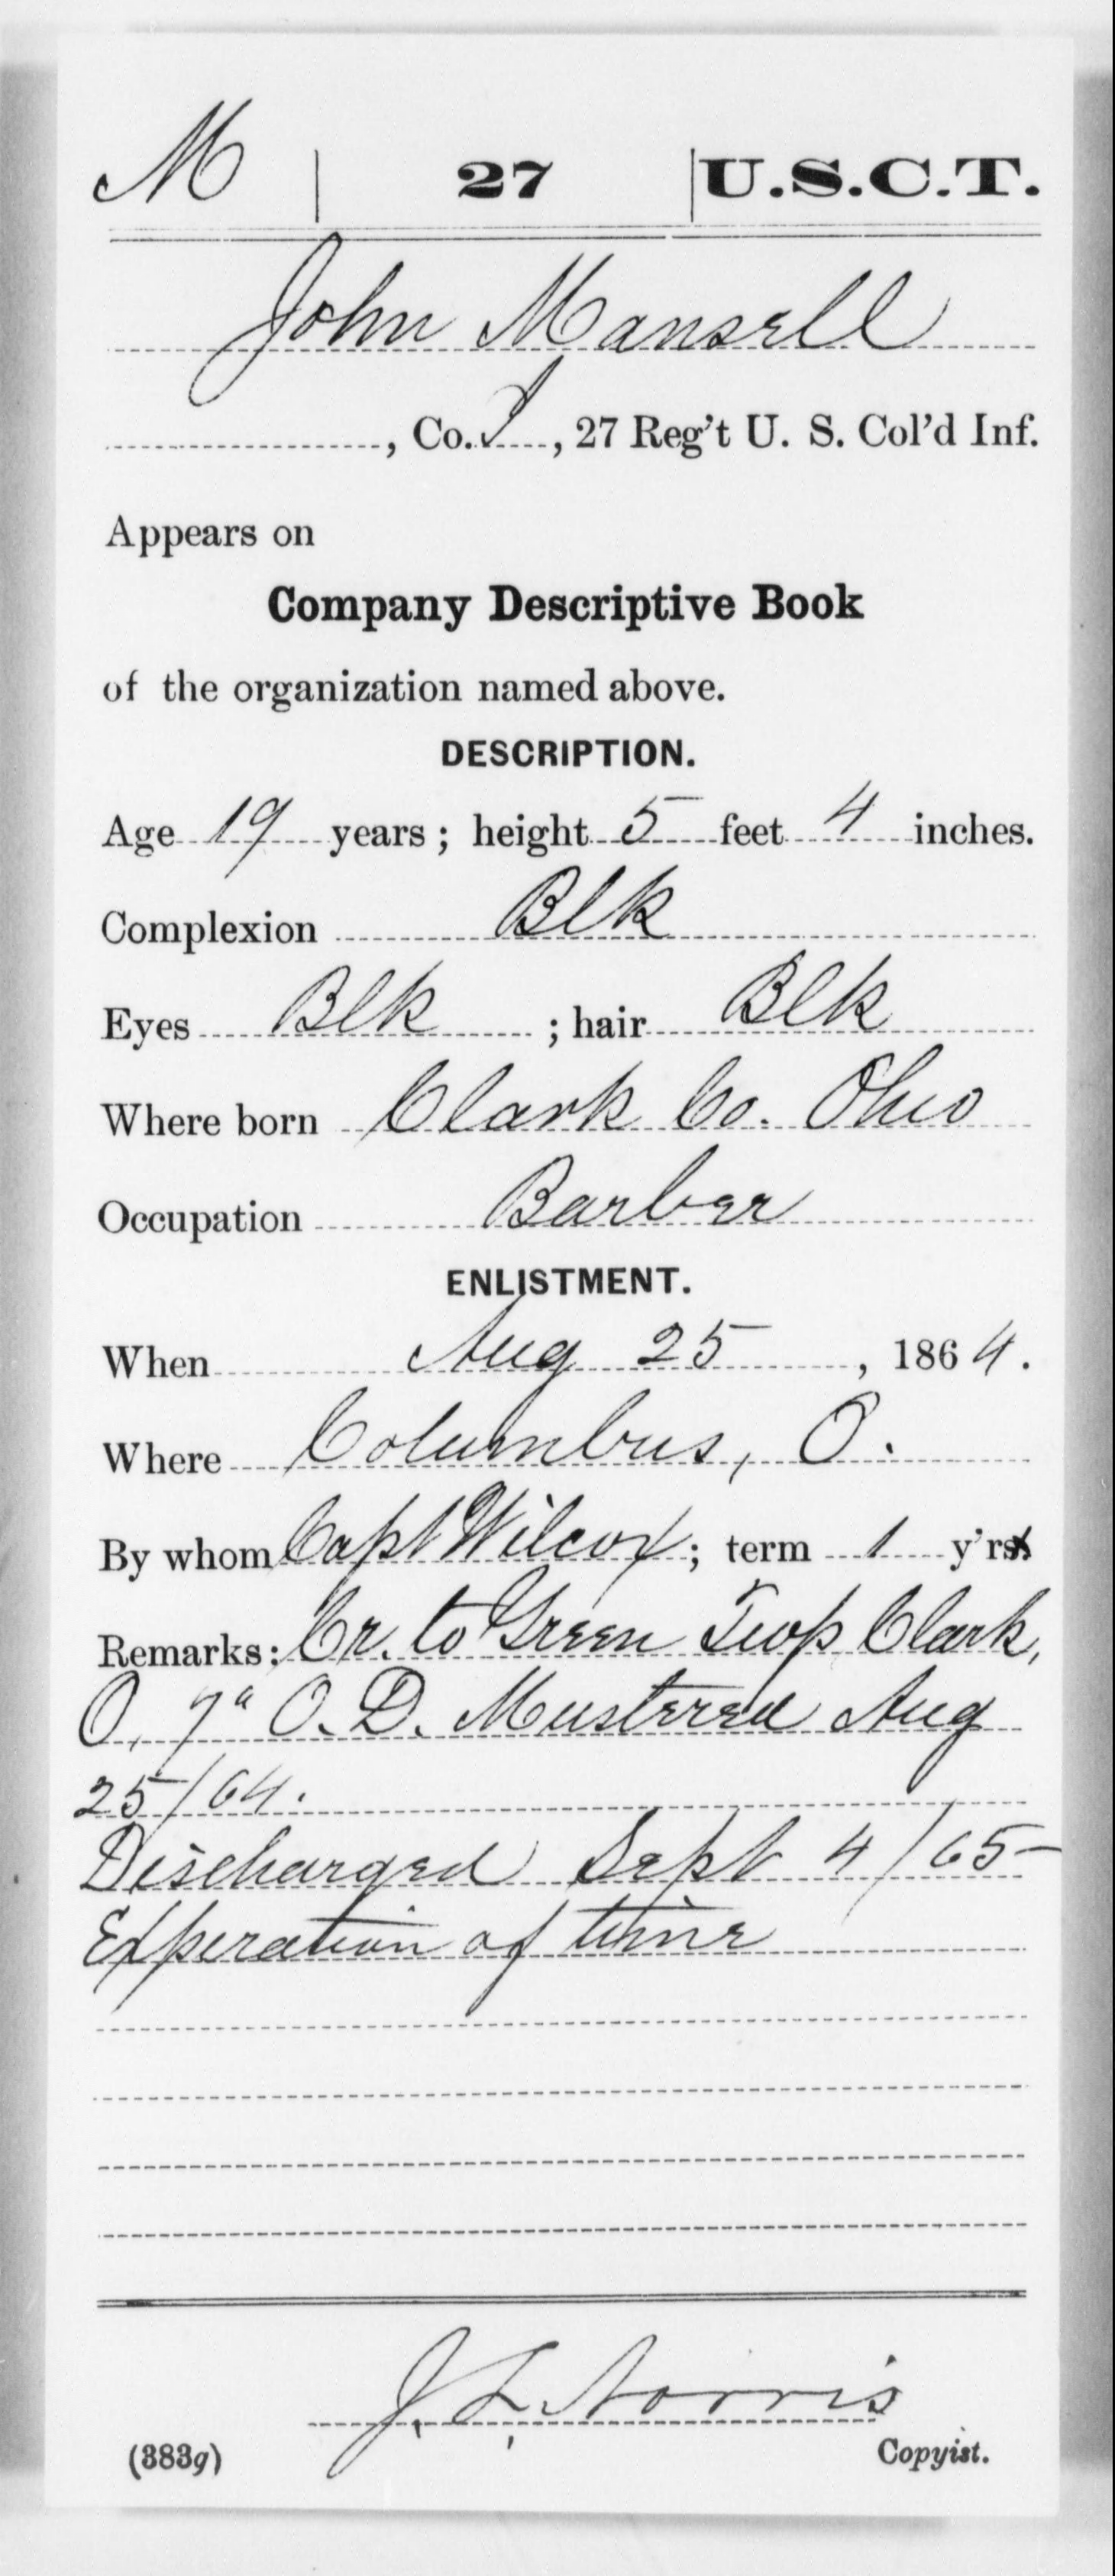 M | 27 | U.S.C.T.
John Mansell
, Co. I, 27 Reg't U. S. Col'd Inf.
Appears on
Company Descriptive Book
of the organization named above.
DESCRIPTION.
Age 19 years; height 5 feet 4 inches.
Complexion Blk
Eyes Blk ; hair Blk
Where born Clark Co. Ohio
Occupation Barber
ENLISTMENT.
When Aug 25, 1864.
Where Columbus, O.
By whom Capt Wilcox; term 1 y'rs.
Remarks: Cr. to Green Twp Clark,
O, 7" O. D. Mustered Aug
25/64.
Discharged Sept 4/65
Experation of time
J. L. Norris
(383g) Copyist.